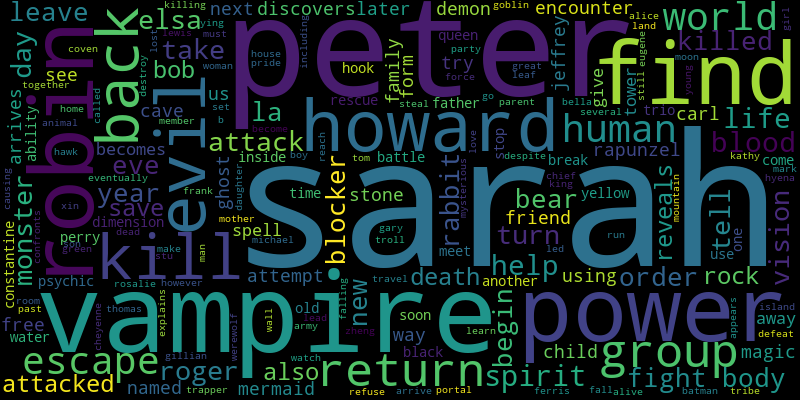 peter
sarah
vampire
find
robin
howard
power
evil
kill
back
return
group
human
world
escape
spirit
attack
leave
elsa
next
discovers
later
demon
encounter
killing
goblin
including
alice
land
trying
lewis
must
coven
together
destroy
lost
house
pride
woman
hook
family
form
queen
party
try
force
great
leaf
jeffrey
give
tower
still
eugene
moon
young
girl
killed
day
see
take
bob
us
set
b
called
home
animal
member
cave
la
become
rescue
steal
father
go
parent
bella
several
trio
carl
life
arrives
ability
hawk
becomes
ghost
inside
boy
reach
tom
battle
love
mysterious
stop
despite
break
rapunzel
blood
kathy
come
mark
hyena
monster
causing
xin
year
eve
save
daughter
time
stone
blocker
rabbit
chief
king
yellow
bear
friend
reveals
mountain
tell
one
use
vision
perry
confronts
son
green
dead
dimension
mother
frank
spell
michael
gary
troll
meet
turn
led
run
constantine
psychic
rosalie
make
stu
however
man
attempt
death
travel
another
help
using
order
rock
away
island
defeat
appears
room
past
free
water
cheyenne
thomas
explains
gillian
werewolf
falling
wall
old
army
lead
new
zheng
soon
way
black
learn
begin
child
magic
attacked
named
trapper
roger
also
mermaid
watch
refuse
arrive
portal
ferris
fall
alive
fight
body
batman
tribe